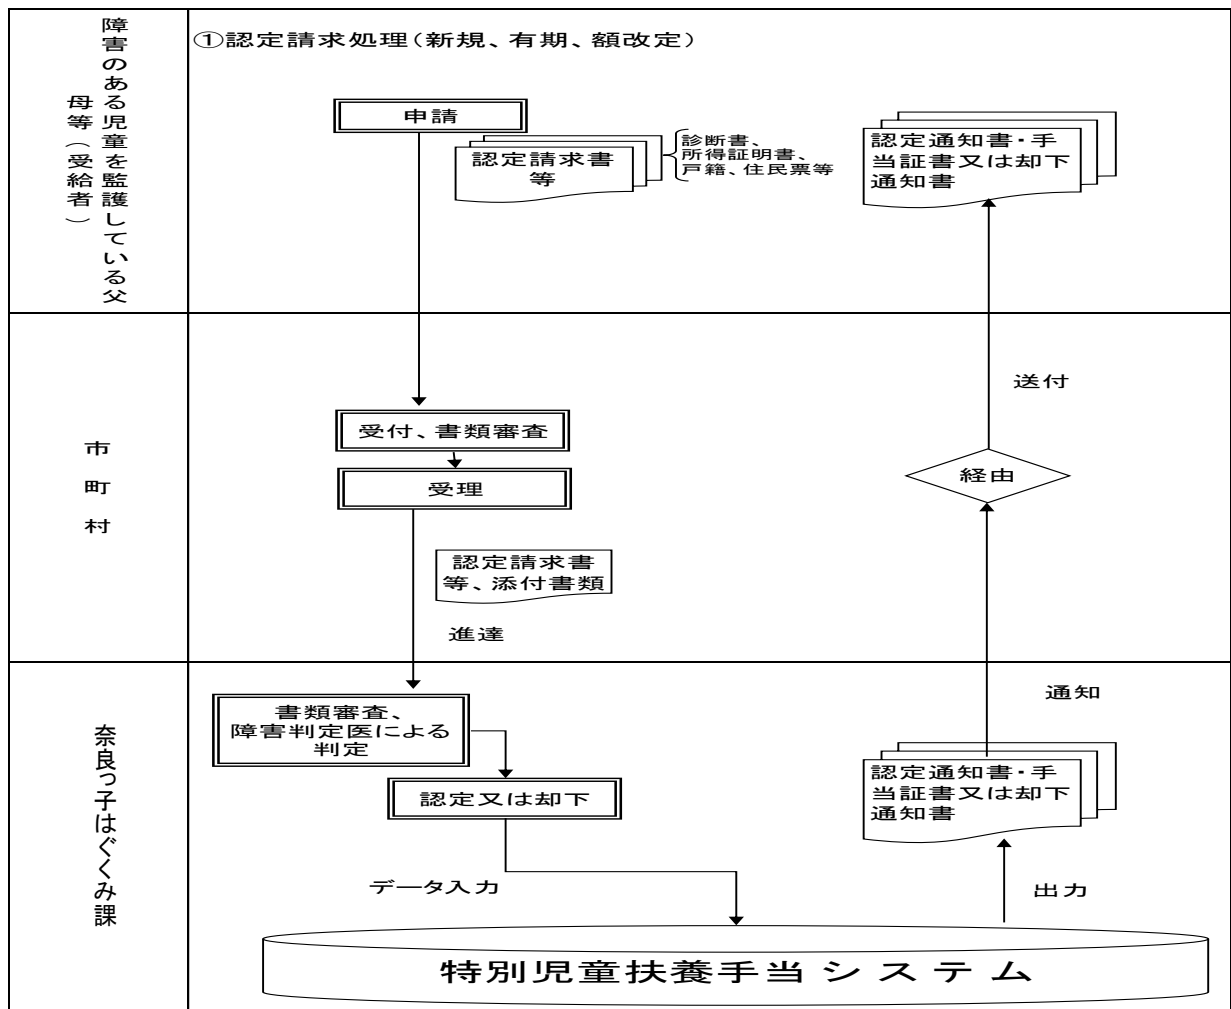 障害のある児童を監護している父
母等（受給者）
①認定請求処理（新規、有期、額改定）
申請
認定請求書
等
診断書、
所得証明書、
戸籍、住民票等
認定通知書・手
当証書又は却下
通知書
市町村
受付、書類審査
受理
認定請求書
等、添付書類
進達
送付
経由
奈良っ子はぐくみ課
書類審査、
障害判定医による
判定
認定又は却下
データ入力
通知
認定通知書・手
当証書又は却下
通知書
出力
特別児童扶養手当システム